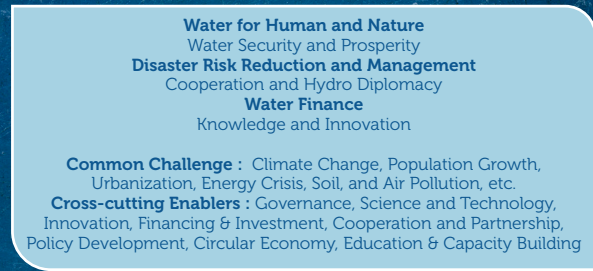 Water for Human and Nature
Water Security and Prosperity
Disaster Risk Reduction and Management
Cooperation and Hydro Diplomacy
Water Finance
Knowledge and Innovation
Common Challenge : Climate Change, Population Growth,
Urbanization, Energy Crisis, Soil, and Air Pollution, etc.
Cross-cutting Enablers : Governance, Science and Technology,
Innovation, Financing & Investment, Cooperation and Partnership,
Policy Development, Circular Economy, Education & Capacity Building